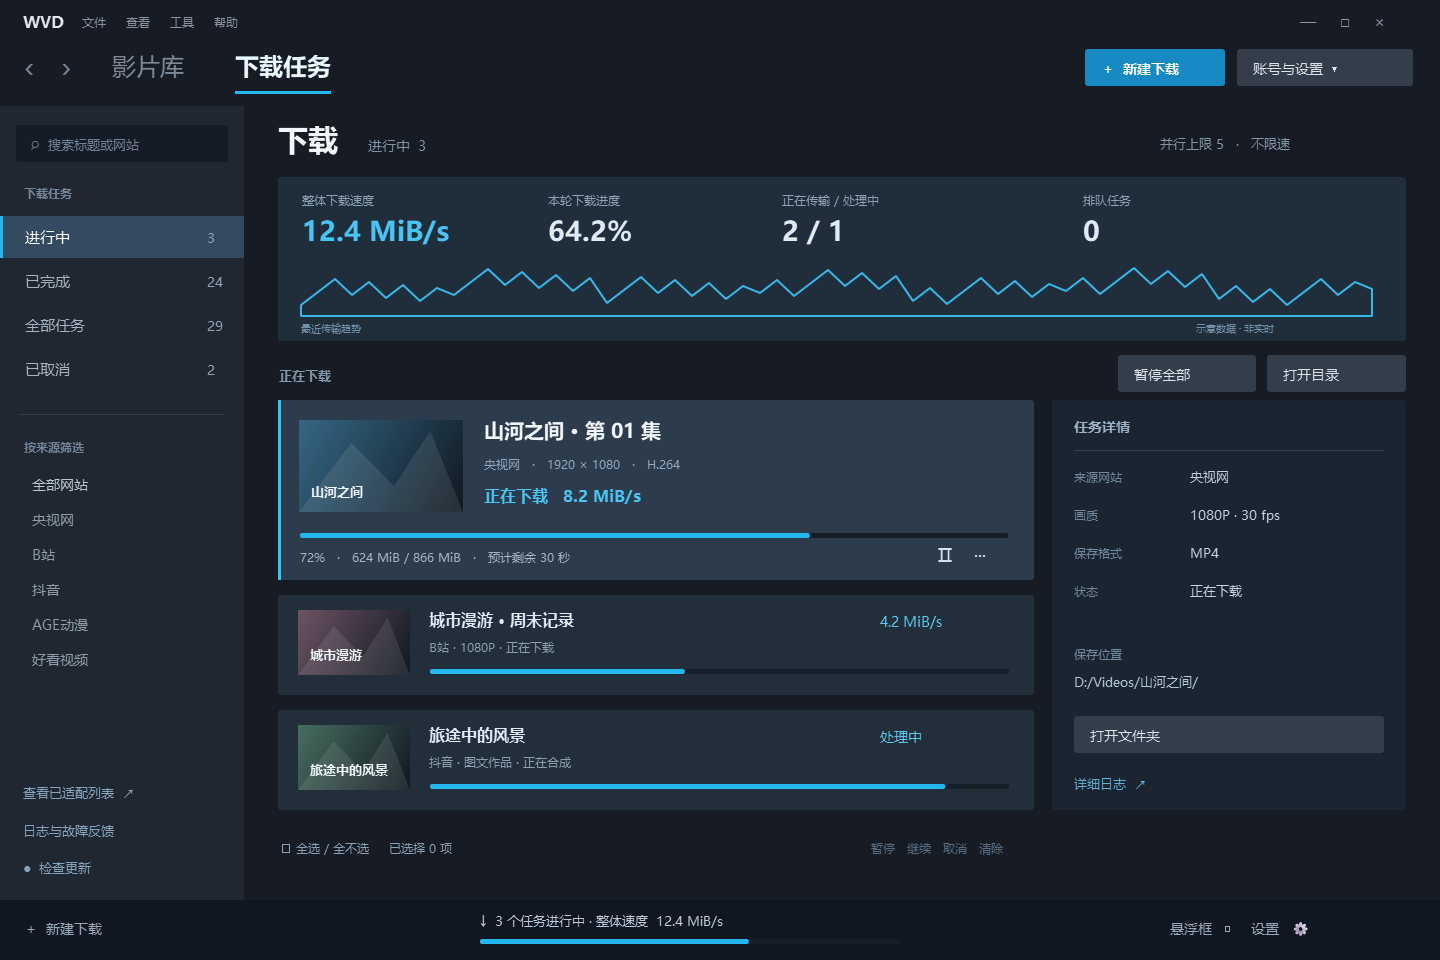 WVD 文件 查看 工具 帮助
‹ › 影片库 下载任务
+ 新建下载 账号与设置 ▾
搜索标题或网站
下载任务
进行中 3
已完成 24
全部任务 29
已取消 2
按来源筛选
全部网站
央视网
B站
抖音
AGE动漫
好看视频
查看已适配列表 ↗
日志与故障反馈
● 检查更新
下载 进行中 3
并行上限 5 · 不限速
整体下载速度 本轮下载进度 正在传输 / 处理中 排队任务
12.4 MiB/s 64.2% 2 / 1 0
最近传输趋势 示意数据 · 非实时
正在下载 暂停全部 打开目录
山河之间
山河之间 • 第 01 集
央视网 · 1920 × 1080 · H.264
正在下载 8.2 MiB/s
72% · 624 MiB / 866 MiB · 预计剩余 30 秒
城市漫游
城市漫游 • 周末记录 4.2 MiB/s
B站 · 1080P · 正在下载
旅途中的风景
旅途中的风景 处理中
抖音 · 图文作品 · 正在合成
任务详情
来源网站 央视网
画质 1080P · 30 fps
保存格式 MP4
状态 正在下载
保存位置
D:/Videos/山河之间/
打开文件夹
详细日志 ↗
全选 / 全不选 已选择 0 项 暂停 继续 取消 清除
+ 新建下载 ↓ 3 个任务进行中 · 整体速度 12.4 MiB/s 悬浮框 设置